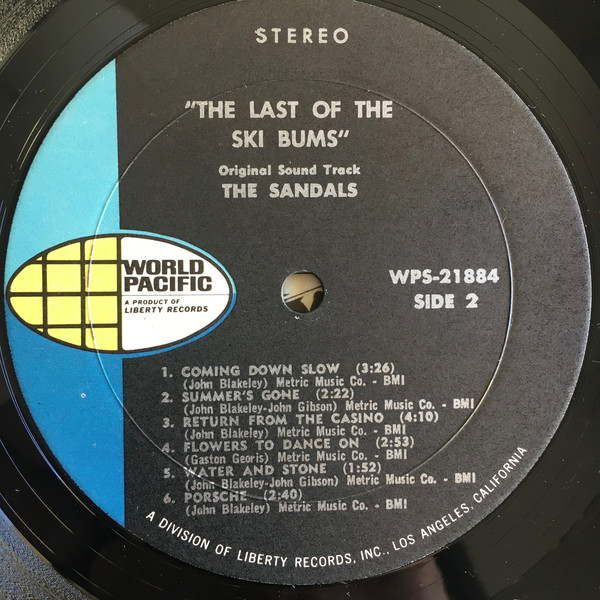 STEREO
"THE LAST OF THE
SKI BUMS"
Original Sound Track
THE SANDALS
WORLD
PACIFIC
A PRODUCT OF
LIBERTY RECORDS
WPS-21884
SIDE 2
1. COMING DOWN SLOW (3:26)
(John Blakeley) Metric Music Co. - BMI
2. SUMMER'S GONE (2:22)
(John Blakeley-John Gibson) Metric Music Co. - BMI
3. RETURN FROM THE CASINO (4:10)
(John Blakeley) Metric Music Co. - BMI
4. FLOWERS TO DANCE ON (2:53)
(Gaston Georis) Metric Music Co. - BMI
5. WATER AND STONE (1:52)
(John Blakeley-John Gibson) Metric Music Co. - BMI
6. PORSCHE (2:40)
(John Blakeley) Metric Music Co. - BMI
A DIVISION OF LIBERTY RECORDS, INC., LOS ANGELES, CALIFORNIA